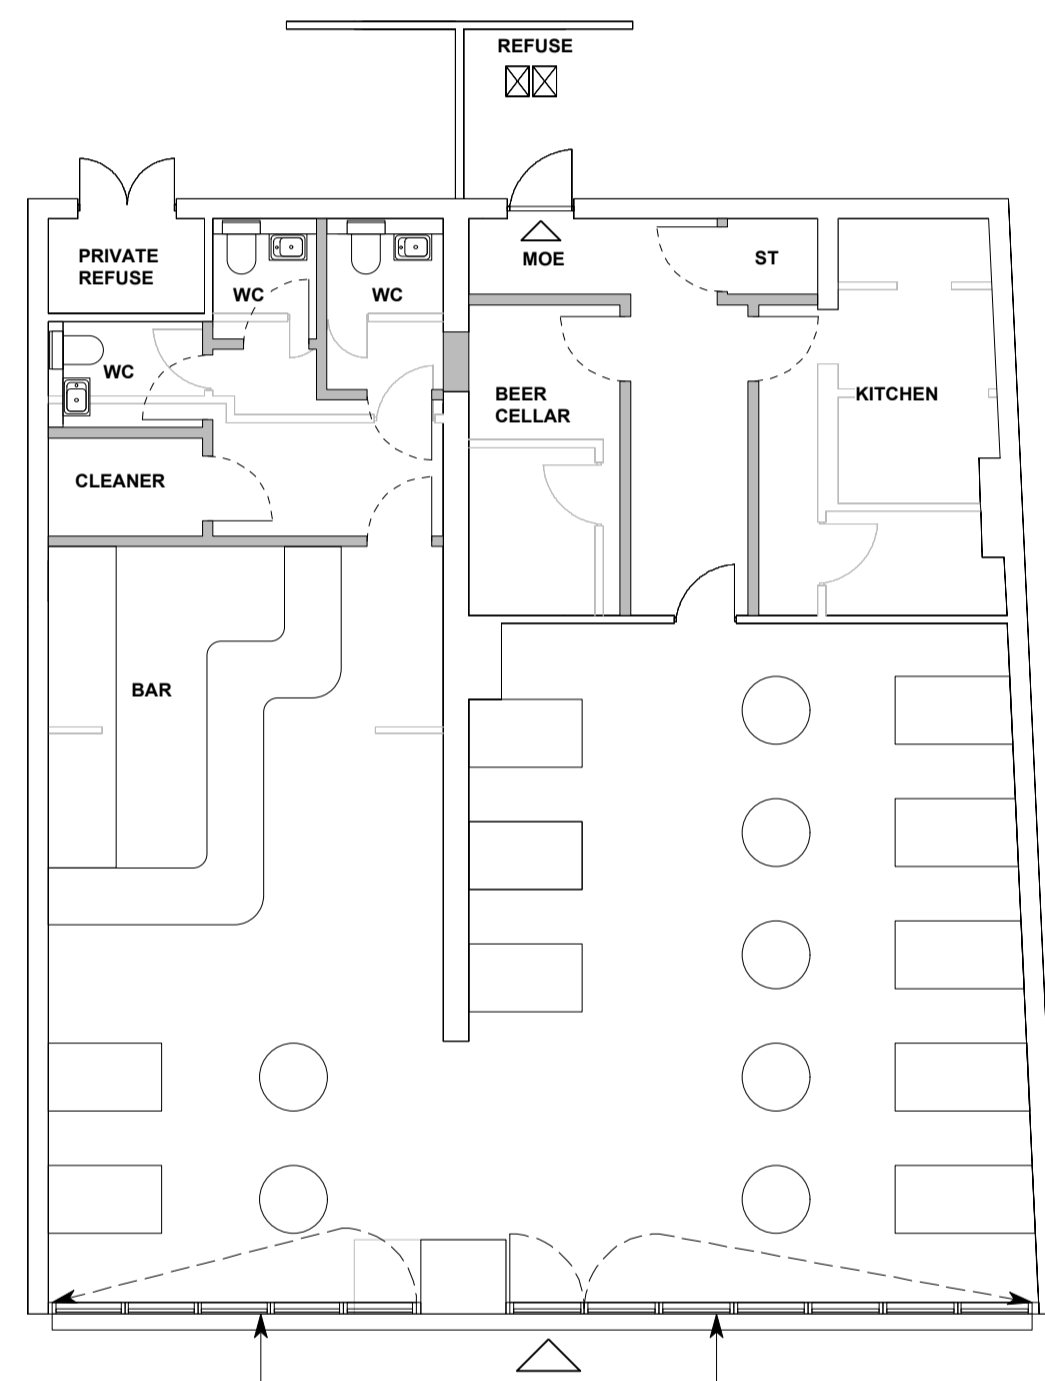 REFUSE
PRIVATE
REFUSE
MOE
ST
WC
WC
WC
BEER
CELLAR
KITCHEN
CLEANER
BAR